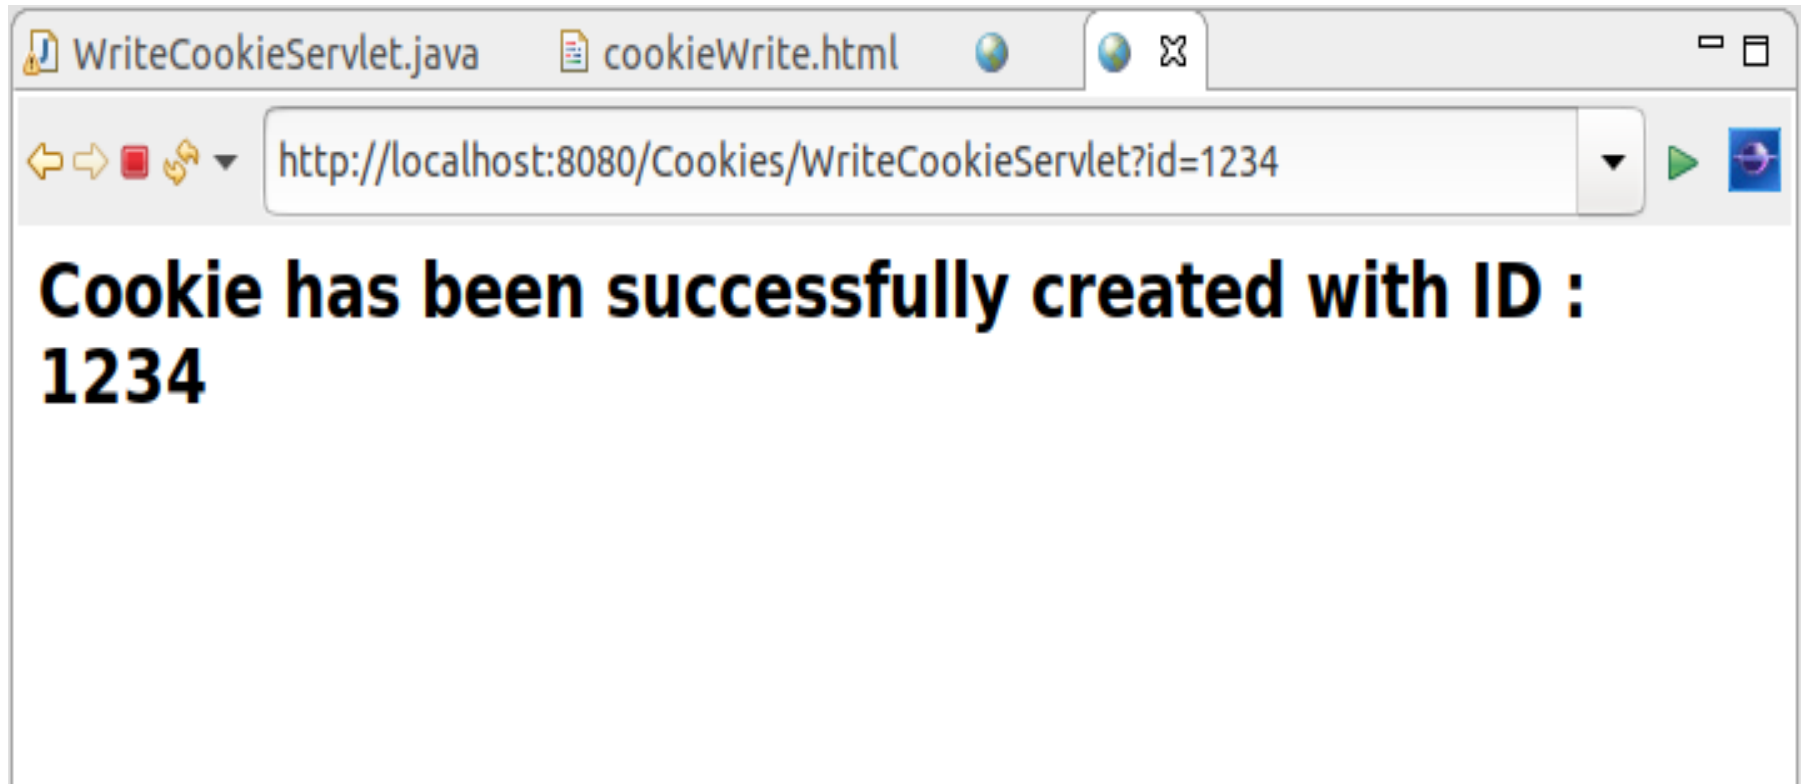 WriteCookieServlet.java cookieWrite.html
http://localhost:8080/Cookies/WriteCookieServlet?id=1234
Cookie has been successfully created with ID :
1234